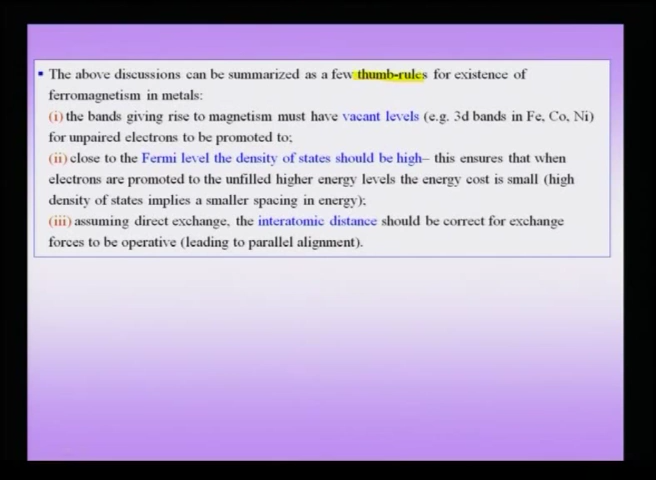 ▪ The above discussions can be summarized as a few thumb-rules for existence of
ferromagnetism in metals:
(i) the bands giving rise to magnetism must have vacant levels (e.g. 3d bands in Fe, Co, Ni)
for unpaired electrons to be promoted to;
(ii) close to the Fermi level the density of states should be high– this ensures that when
electrons are promoted to the unfilled higher energy levels the energy cost is small (high
density of states implies a smaller spacing in energy);
(iii) assuming direct exchange, the interatomic distance should be correct for exchange
forces to be operative (leading to parallel alignment).